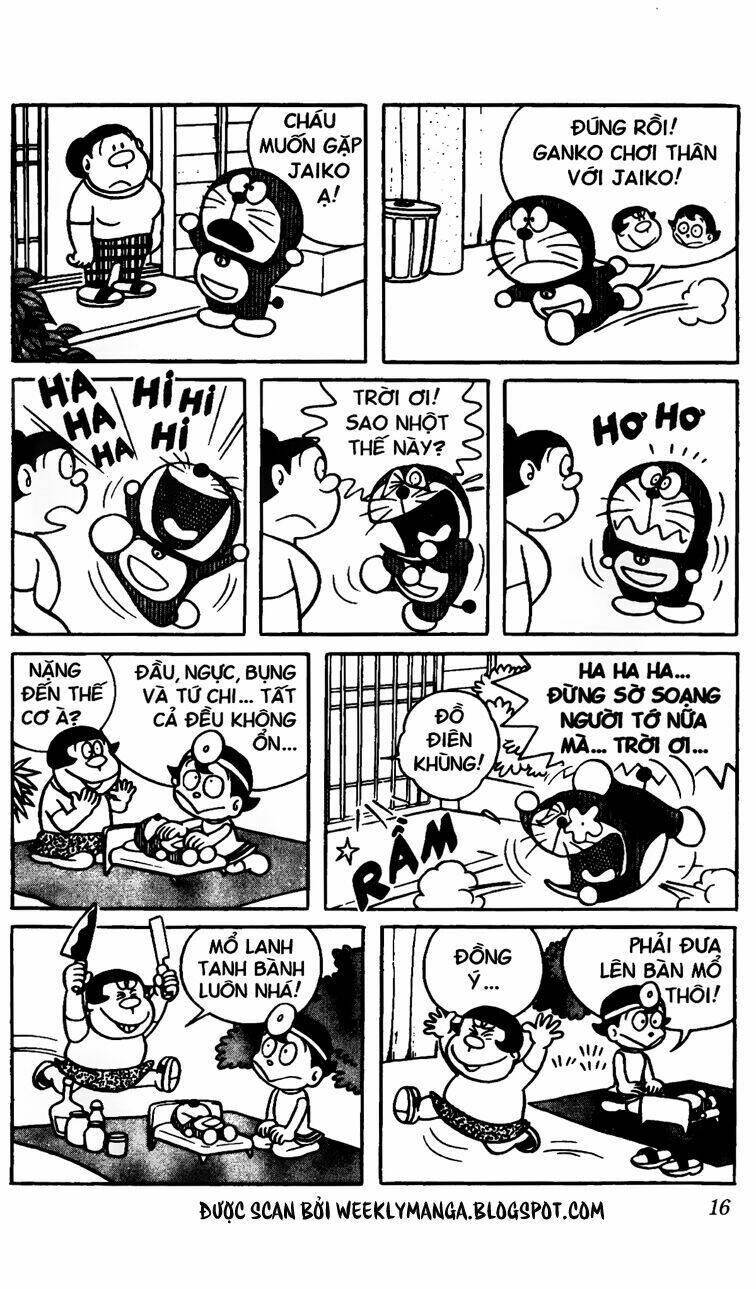 ĐÚNG RỒI!
GANKO CHƠI THÂN
VỚI JAIKO!
CHÁU
MUỐN GẶP
JAIKO
Ạ!
HƠ HƠ
TRỜI ƠI!
SAO NHỘT
THẾ NÀY?
HA
HA
HA
Hi Hi
Hi
HA HA HA...
ĐỪNG SỜ SOẠNG
NGƯỜI TỚ NỮA
MÀ... TRỜI ƠI...
ĐỒ
ĐIÊN
KHÙNG!
RẦM
ĐẦU, NGỰC, BỤNG
VÀ TỨ CHI... TẤT
CẢ ĐỀU KHÔNG
ỔN...
NẶNG
ĐẾN THẾ
CƠ À?
PHẢI ĐƯA
LÊN BÀN MỔ
THÔI!
ĐỒNG
Ý...
MỔ LANH
TANH BÀNH
LUÔN NHÁ!
ĐƯỢC SCAN BỞI WEEKLYMANGA.BLOGSPOT.COM
16